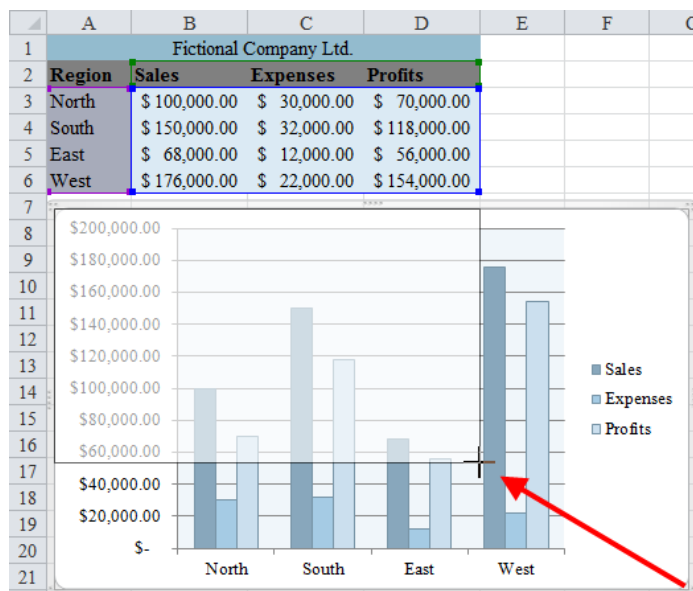 A B C D E F
1 Fictional Company Ltd.
2 Region Sales Expenses Profits
3 North $ 100,000.00 $ 30,000.00 $ 70,000.00
4 South $ 150,000.00 $ 32,000.00 $ 118,000.00
5 East $ 68,000.00 $ 12,000.00 $ 56,000.00
6 West $ 176,000.00 $ 22,000.00 $ 154,000.00
7
8 $200,000.00
9 $180,000.00
10 $160,000.00
11 $140,000.00
12 $120,000.00
13 Sales
14 $100,000.00 Expenses
15 $80,000.00 Profits
16 $60,000.00
17
18 $40,000.00
19 $20,000.00
20 $-
21 North South East West